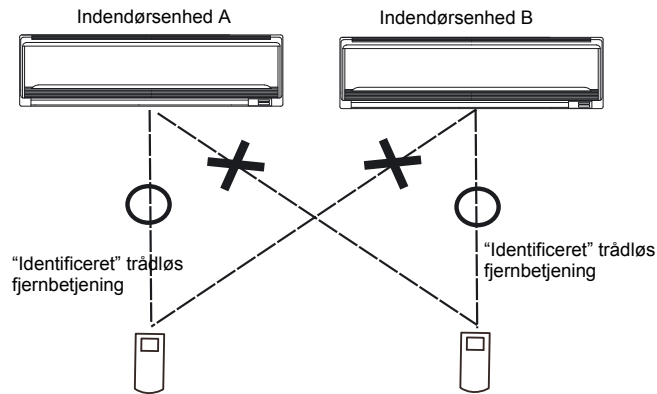 Indendørsenhed A
Indendørsenhed B
“Identificeret” trådløs
fjernbetjening
“Identificeret” trådløs
fjernbetjening